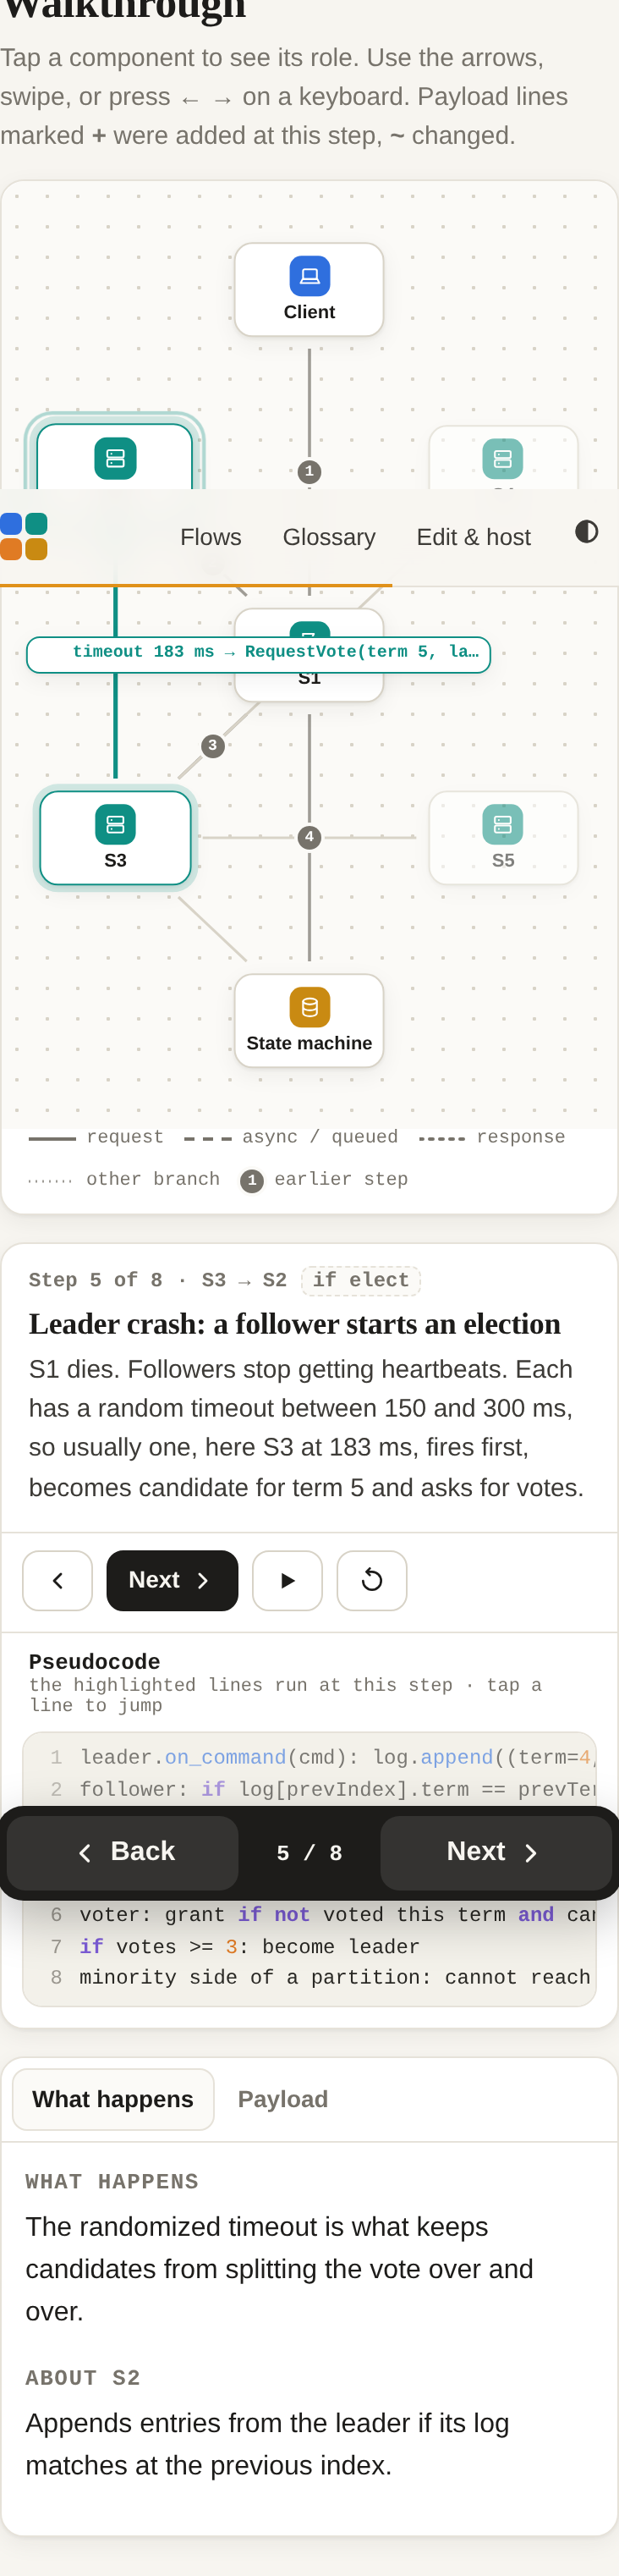 Walkthrough
Tap a component to see its role. Use the arrows,
swipe, or press ← → on a keyboard. Payload lines
marked + were added at this step, ~ changed.
Client
1
Flows
Glossary
Edit & host
timeout 183 ms → RequestVote(term 5, la…
S1
3
S3
4
S5
State machine
request
async / queued
response
other branch
1 earlier step
Step 5 of 8 · S3 → S2 if elect
Leader crash: a follower starts an election
S1 dies. Followers stop getting heartbeats. Each
has a random timeout between 150 and 300 ms,
so usually one, here S3 at 183 ms, fires first,
becomes candidate for term 5 and asks for votes.
Next
Pseudocode
the highlighted lines run at this step · tap a
line to jump
1 leader.on_command(cmd): log.append((term=4,
2 follower: if log[prevIndex].term == prevTer
Back
5 / 8
Next
6 voter: grant if not voted this term and can
7 if votes >= 3: become leader
8 minority side of a partition: cannot reach
What happens
Payload
WHAT HAPPENS
The randomized timeout is what keeps
candidates from splitting the vote over and
over.
ABOUT S2
Appends entries from the leader if its log
matches at the previous index.